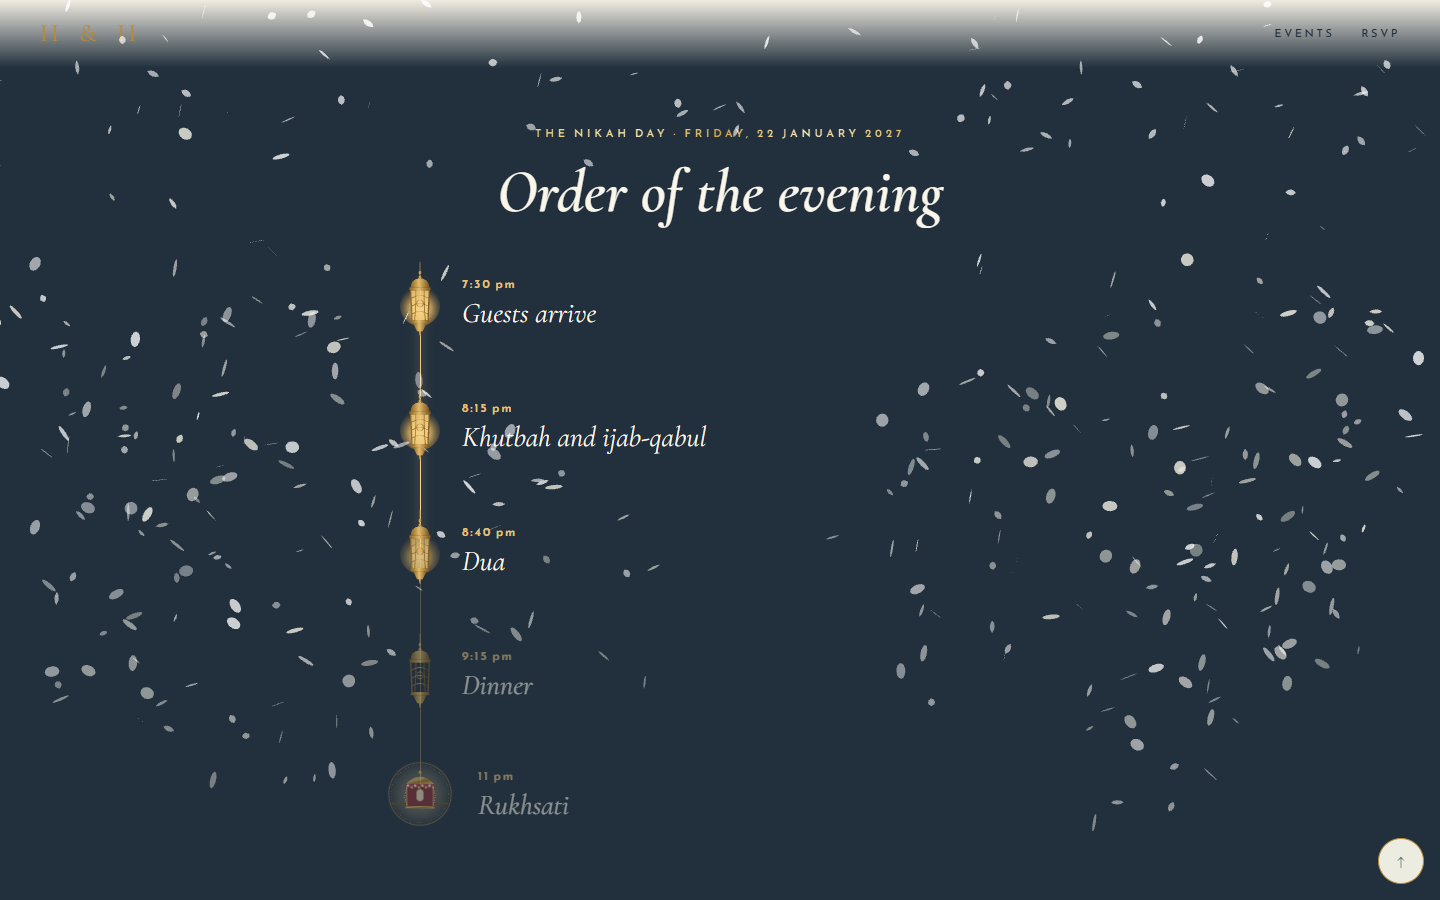 H & H
EVENTS RSVP
THE NIKAH DAY · FRIDAY, 22 JANUARY 2027
Order of the evening
7:30 pm
Guests arrive
8:15 pm
Khutbah and ijab-qabul
8:40 pm
Dua
9:15 pm
Dinner
11 pm
Rukhsati
↑